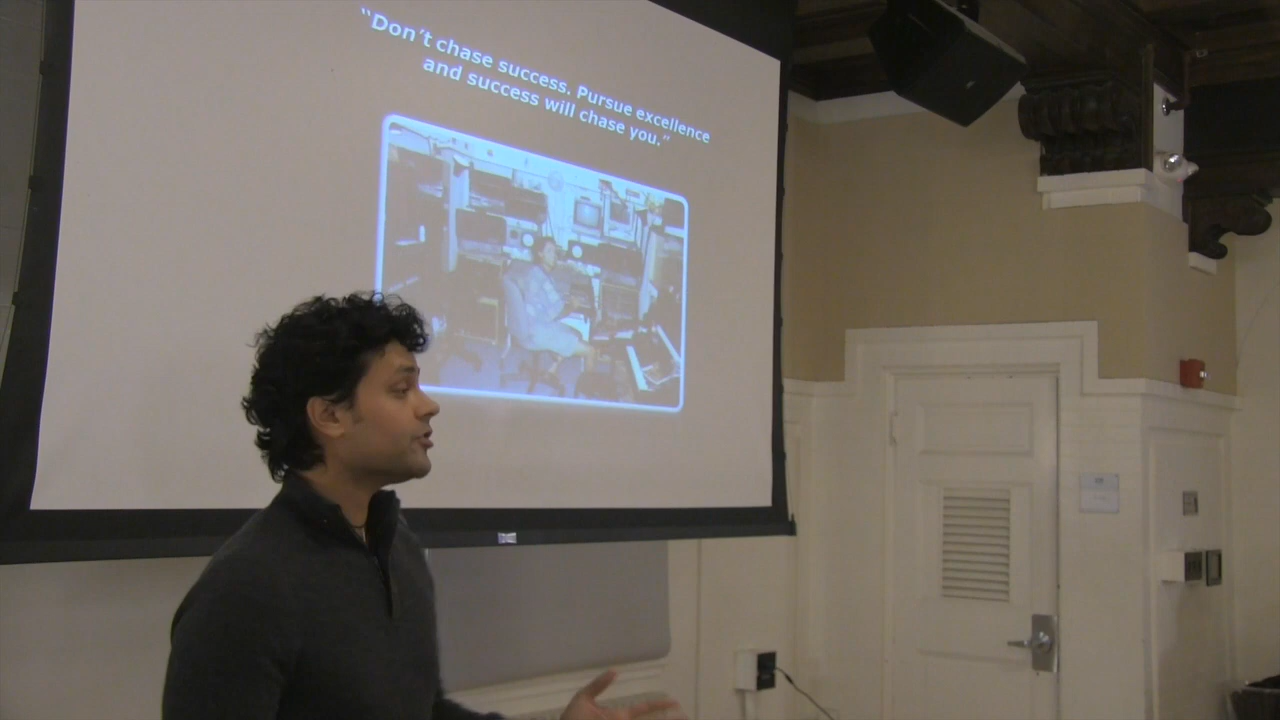 “Don’t chase success. Pursue excellence
and success will chase you.”